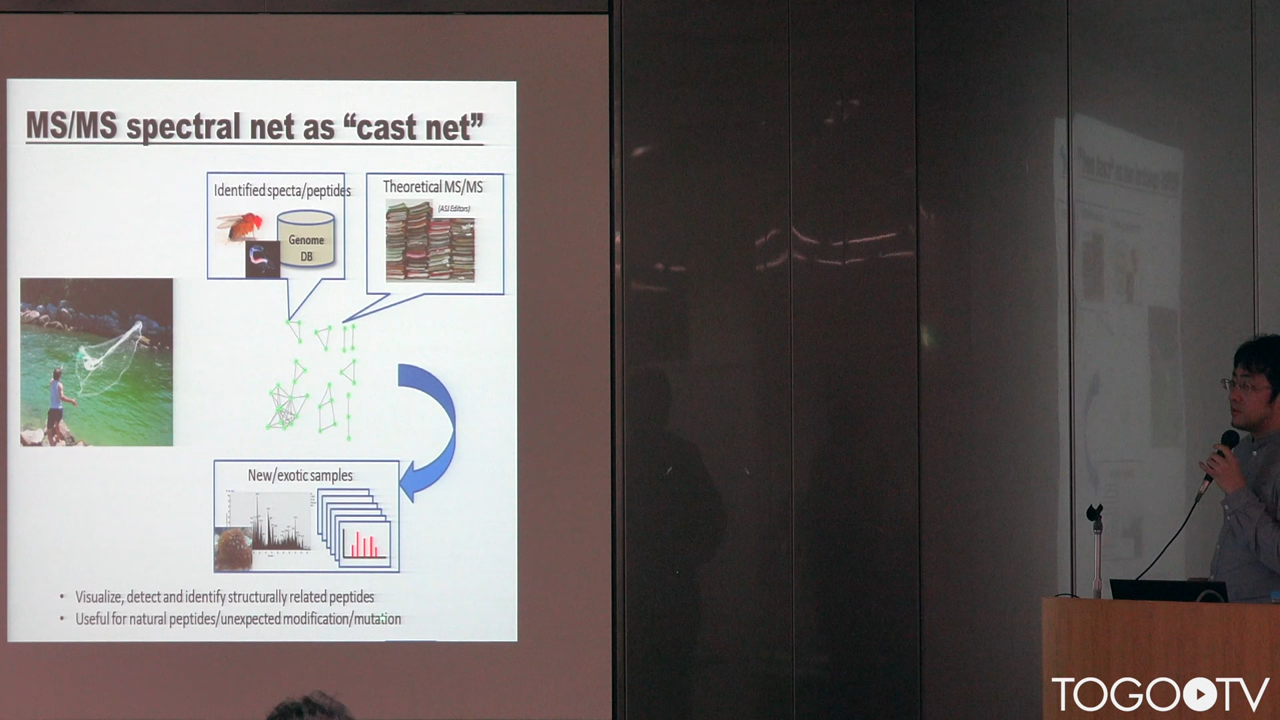 MS/MS spectral net as “cast net”
Identified specta/peptides
Genome
DB
Theoretical MS/MS
(ASI Editors)
New/exotic samples
• Visualize, detect and identify structurally related peptides
• Useful for natural peptides/unexpected modification/mutation
TOGO TV